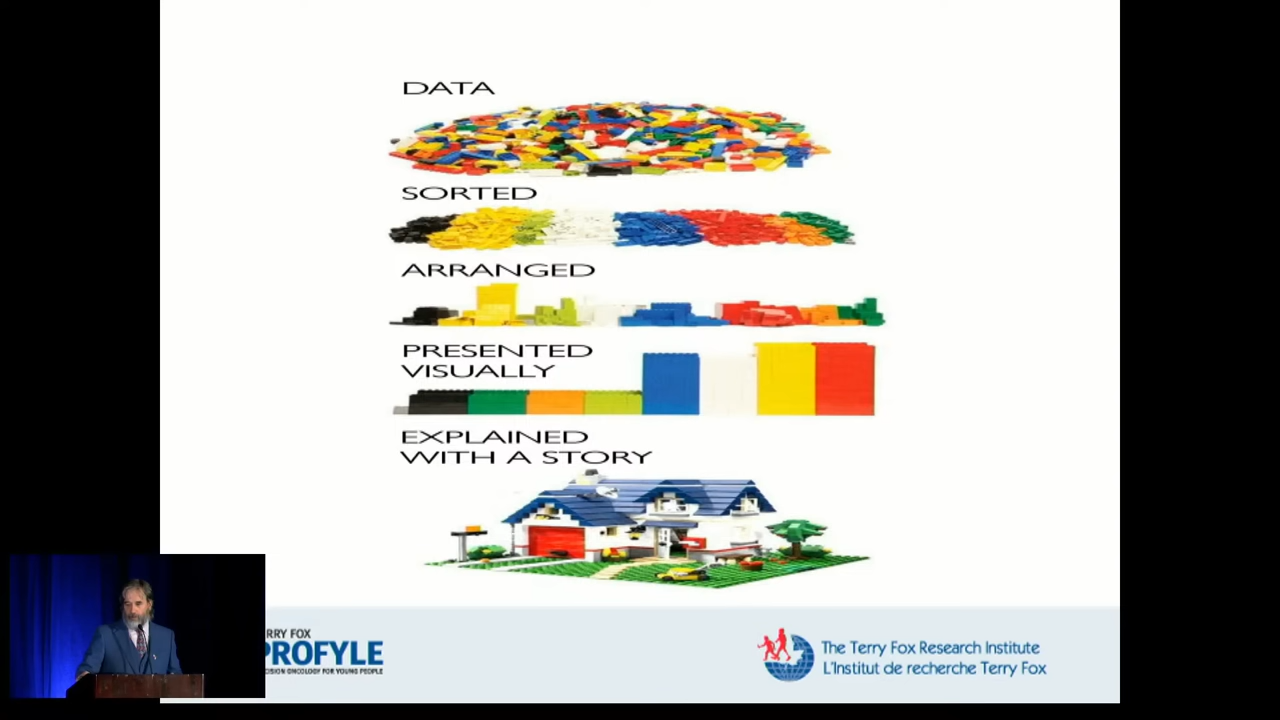 DATA
SORTED
ARRANGED
PRESENTED
VISUALLY
EXPLAINED
WITH A STORY
RRY FOX
PROFYLE
CISION ONCOLOGY FOR YOUNG PEOPLE
The Terry Fox Research Institute
L'Institut de recherche Terry Fox